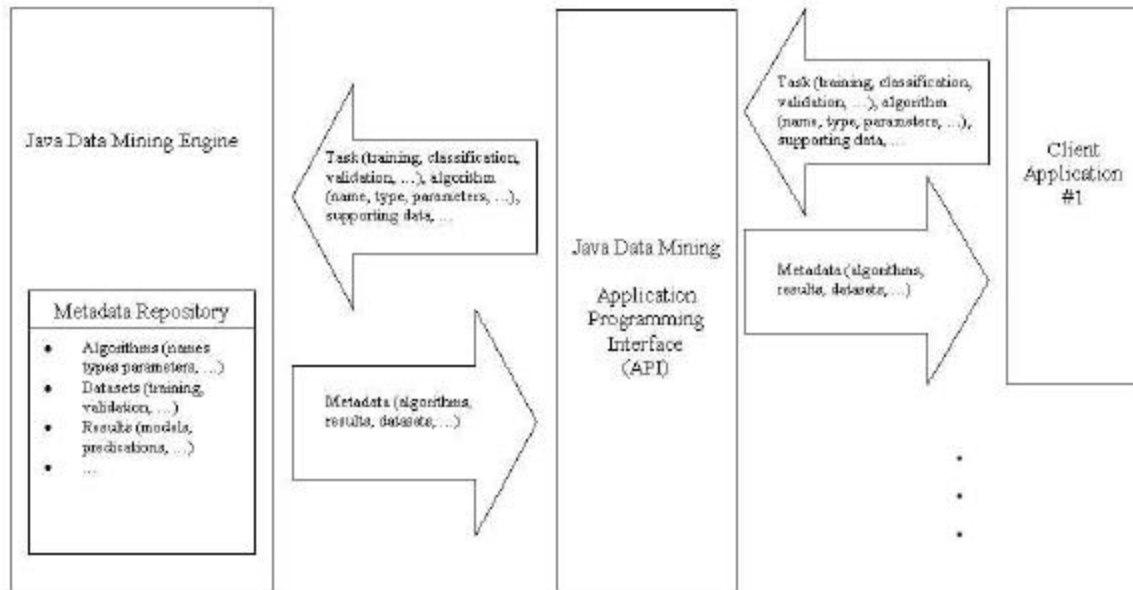 Java Data Mining Engine
Task (training, classification,
validation, ...), algorithm
(name, type, parameters, ...),
supporting data, ...
Metadata Repository
• Algorithms (names
types parameters, ...)
• Datasets (training,
validation, ...)
• Results (models,
predications, ...)
• ...
Metadata (algorithms,
results, datasets, ...)
Java Data Mining
Application
Programming
Interface
(API)
Task (training, classification,
validation, ...), algorithm
(name, type, parameters, ...),
supporting data, ...
Metadata (algorithms,
results, datasets, ...)
Client
Application
#1